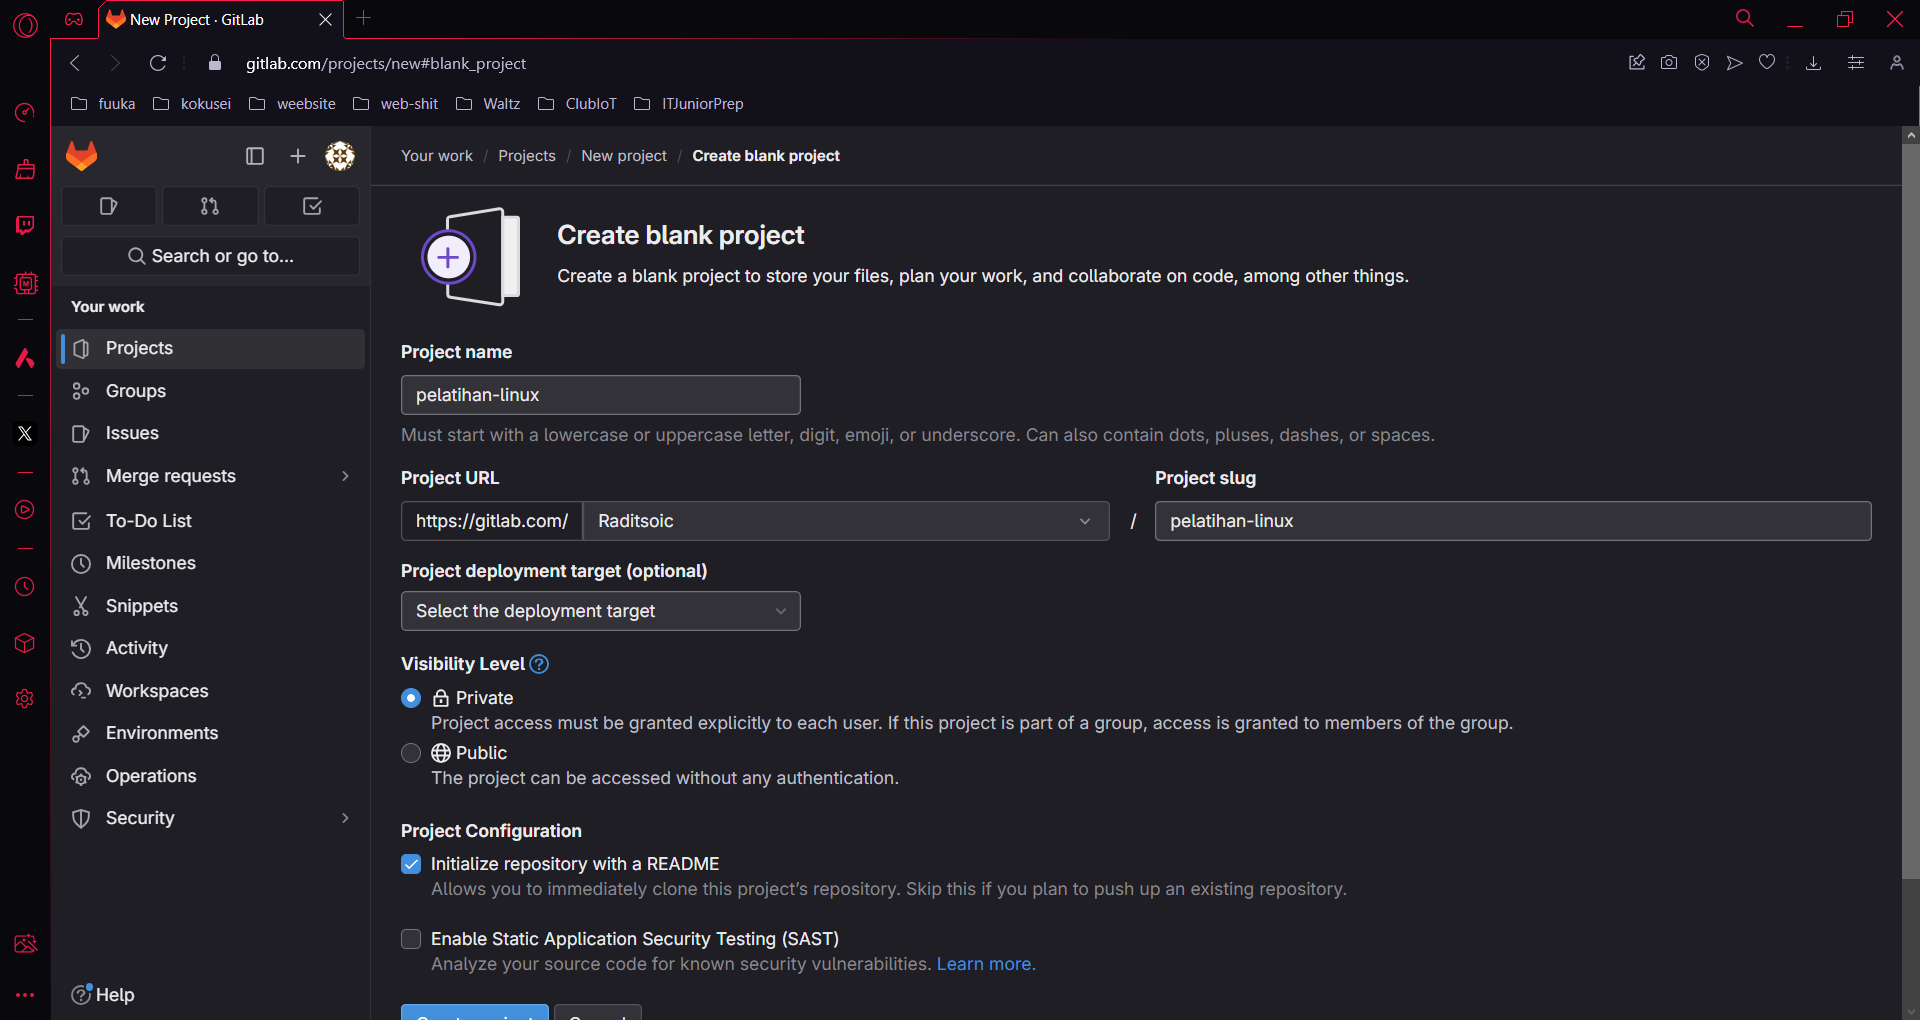 New Project · GitLab
gitlab.com/projects/new#blank_project
fuuka kokusei weebsite web-shit Waltz ClubIoT ITJuniorPrep
Your work / Projects / New project / Create blank project
Search or go to...
Your work
Projects
Groups
Issues
Merge requests
To-Do List
Milestones
Snippets
Activity
Workspaces
Environments
Operations
Security
Help
Create blank project
Create a blank project to store your files, plan your work, and collaborate on code, among other things.
Project name
pelatihan-linux
Must start with a lowercase or uppercase letter, digit, emoji, or underscore. Can also contain dots, pluses, dashes, or spaces.
Project URL
https://gitlab.com/ Raditsoic /
Project slug
pelatihan-linux
Project deployment target (optional)
Select the deployment target
Visibility Level
Private
Project access must be granted explicitly to each user. If this project is part of a group, access is granted to members of the group.
Public
The project can be accessed without any authentication.
Project Configuration
Initialize repository with a README
Allows you to immediately clone this project's repository. Skip this if you plan to push up an existing repository.
Enable Static Application Security Testing (SAST)
Analyze your source code for known security vulnerabilities. Learn more.